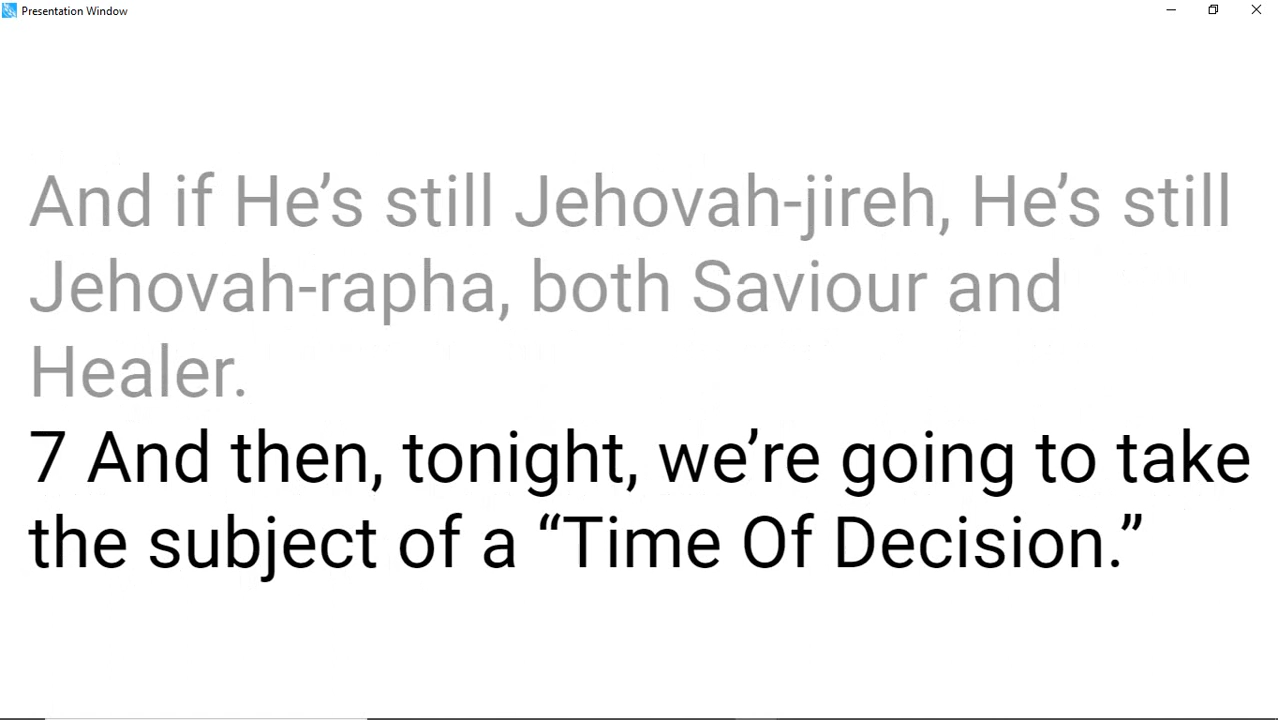 Presentation Window
And if He’s still Jehovah-jireh, He’s still
Jehovah-rapha, both Saviour and
Healer.
7 And then, tonight, we’re going to take
the subject of a “Time Of Decision.”